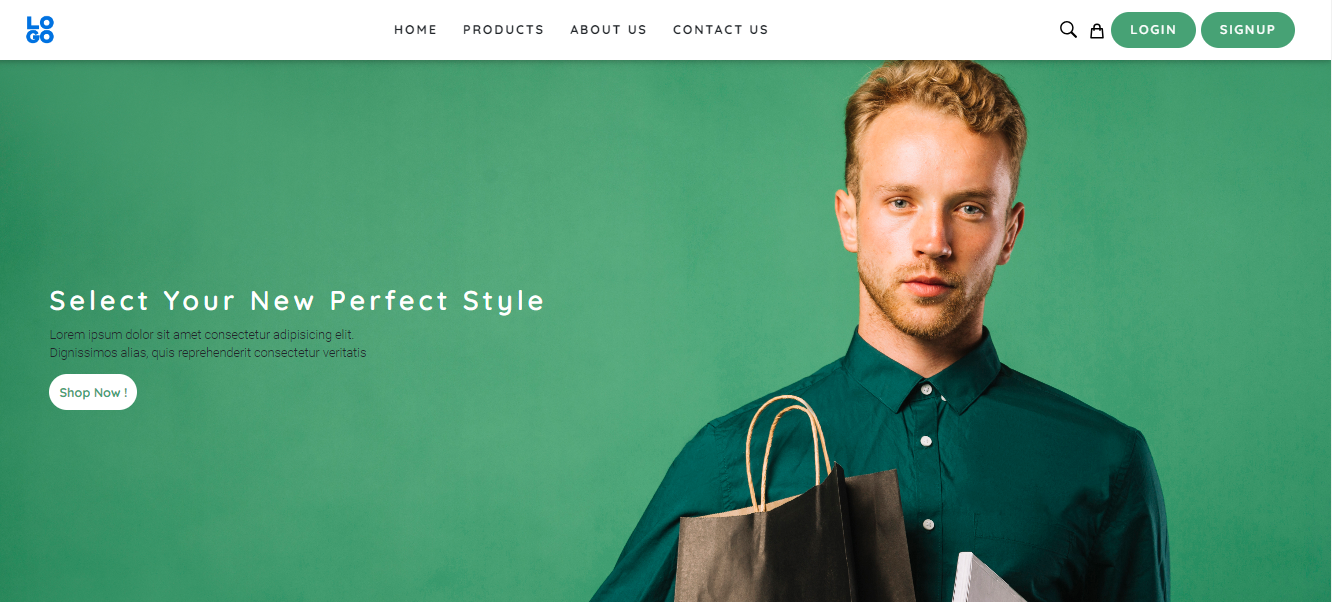 LO
GO
HOME PRODUCTS ABOUT US CONTACT US LOGIN SIGNUP
Select Your New Perfect Style
Lorem ipsum dolor sit amet consectetur adipisicing elit.
Dignissimos alias, quis reprehenderit consectetur veritatis
Shop Now !